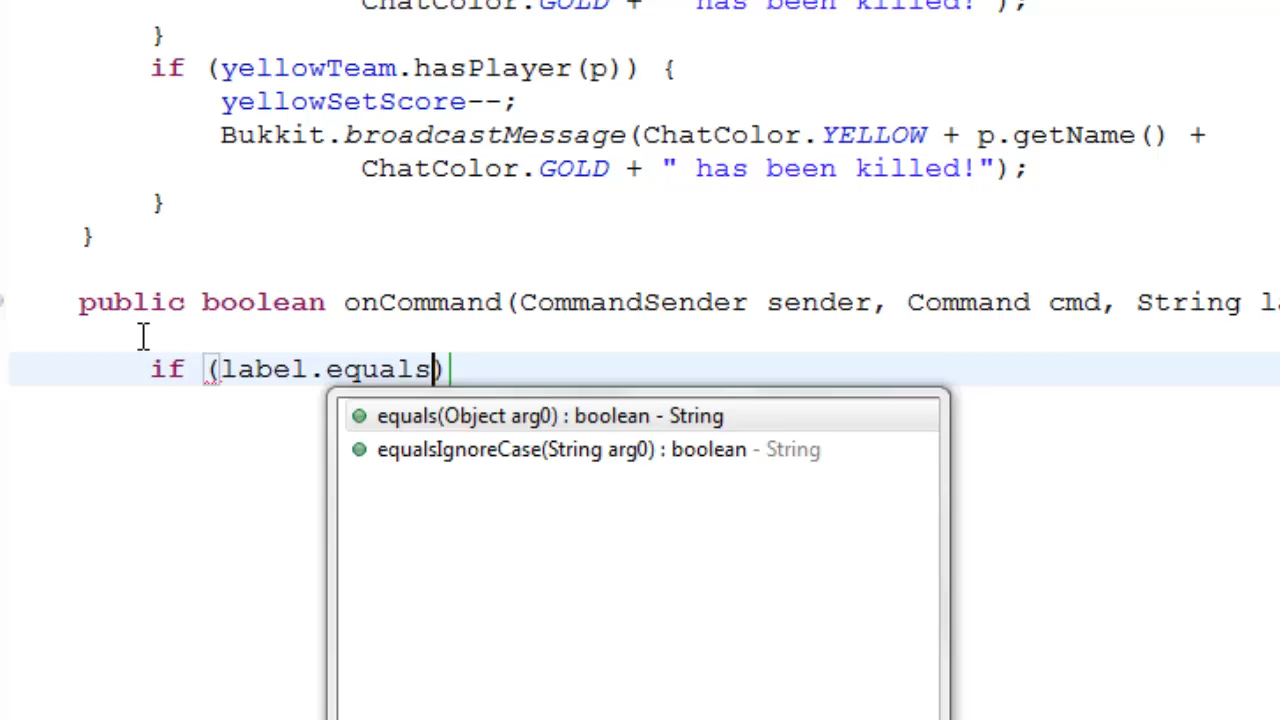 ChatColor.GOLD + " has been killed!");
}
if (yellowTeam.hasPlayer(p)) {
yellowSetScore--;
Bukkit.broadcastMessage(ChatColor.YELLOW + p.getName() +
ChatColor.GOLD + " has been killed!");
}
}
public boolean onCommand(CommandSender sender, Command cmd, String la
if (label.equals)
equals(Object arg0) : boolean - String
equalsIgnoreCase(String arg0) : boolean - String